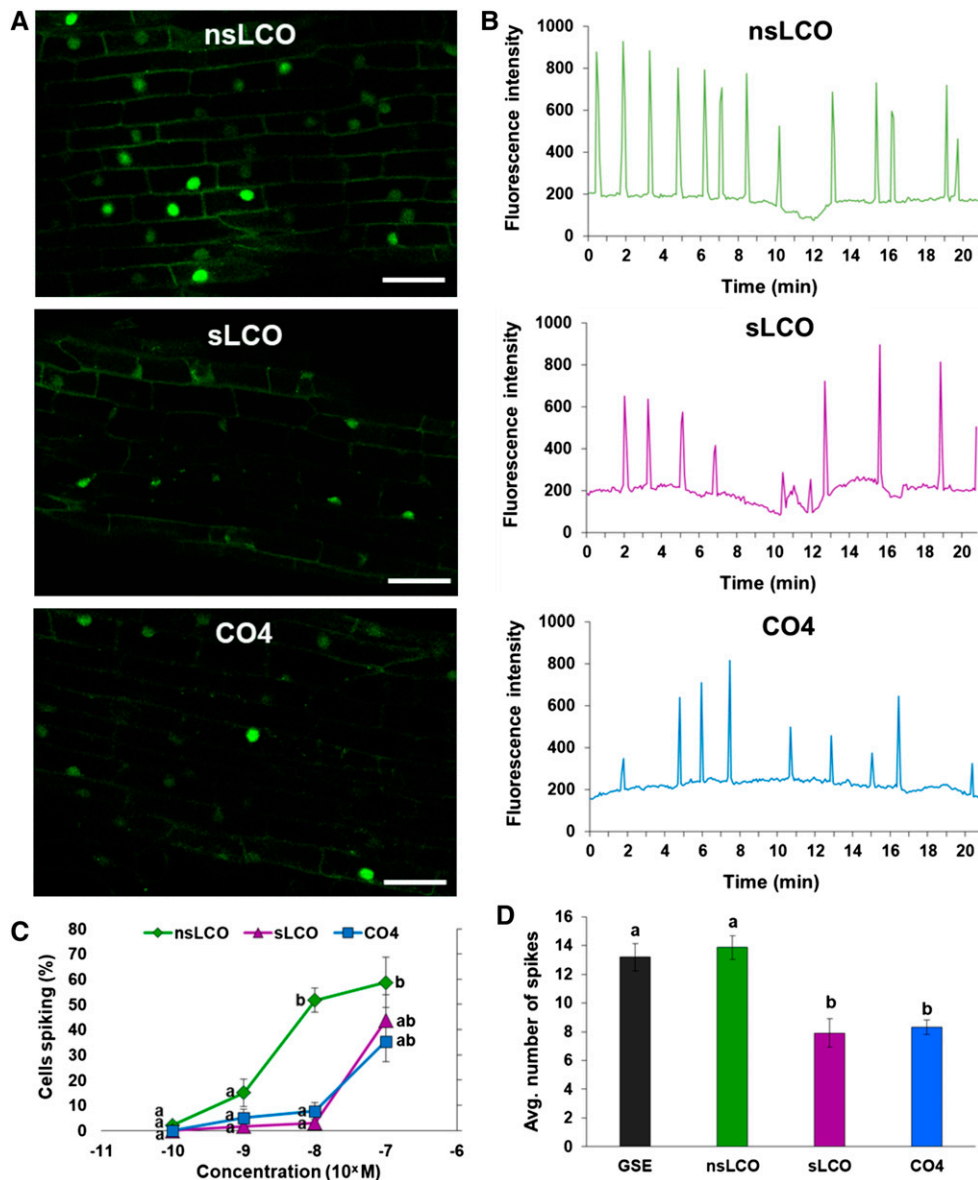 A
nsLCO
sLCO
CO4
B
nsLCO
Fluorescence intensity
1000
800
600
400
200
0
0 2 4 6 8 10 12 14 16 18 20
Time (min)
sLCO
Fluorescence intensity
1000
800
600
400
200
0
0 2 4 6 8 10 12 14 16 18 20
Time (min)
CO4
Fluorescence intensity
1000
800
600
400
200
0
0 2 4 6 8 10 12 14 16 18 20
Time (min)
C
nsLCO sLCO CO4
Cells spiking (%)
80
70
60
50
40
30
20
10
0
a
a
a
a
a
a
b
a
a
b
ab
ab
-11 -10 -9 -8 -7 -6
Concentration (10ˣ M)
D
Avg. number of spikes
16
14
12
10
8
6
4
2
0
a a b b
GSE nsLCO sLCO CO4